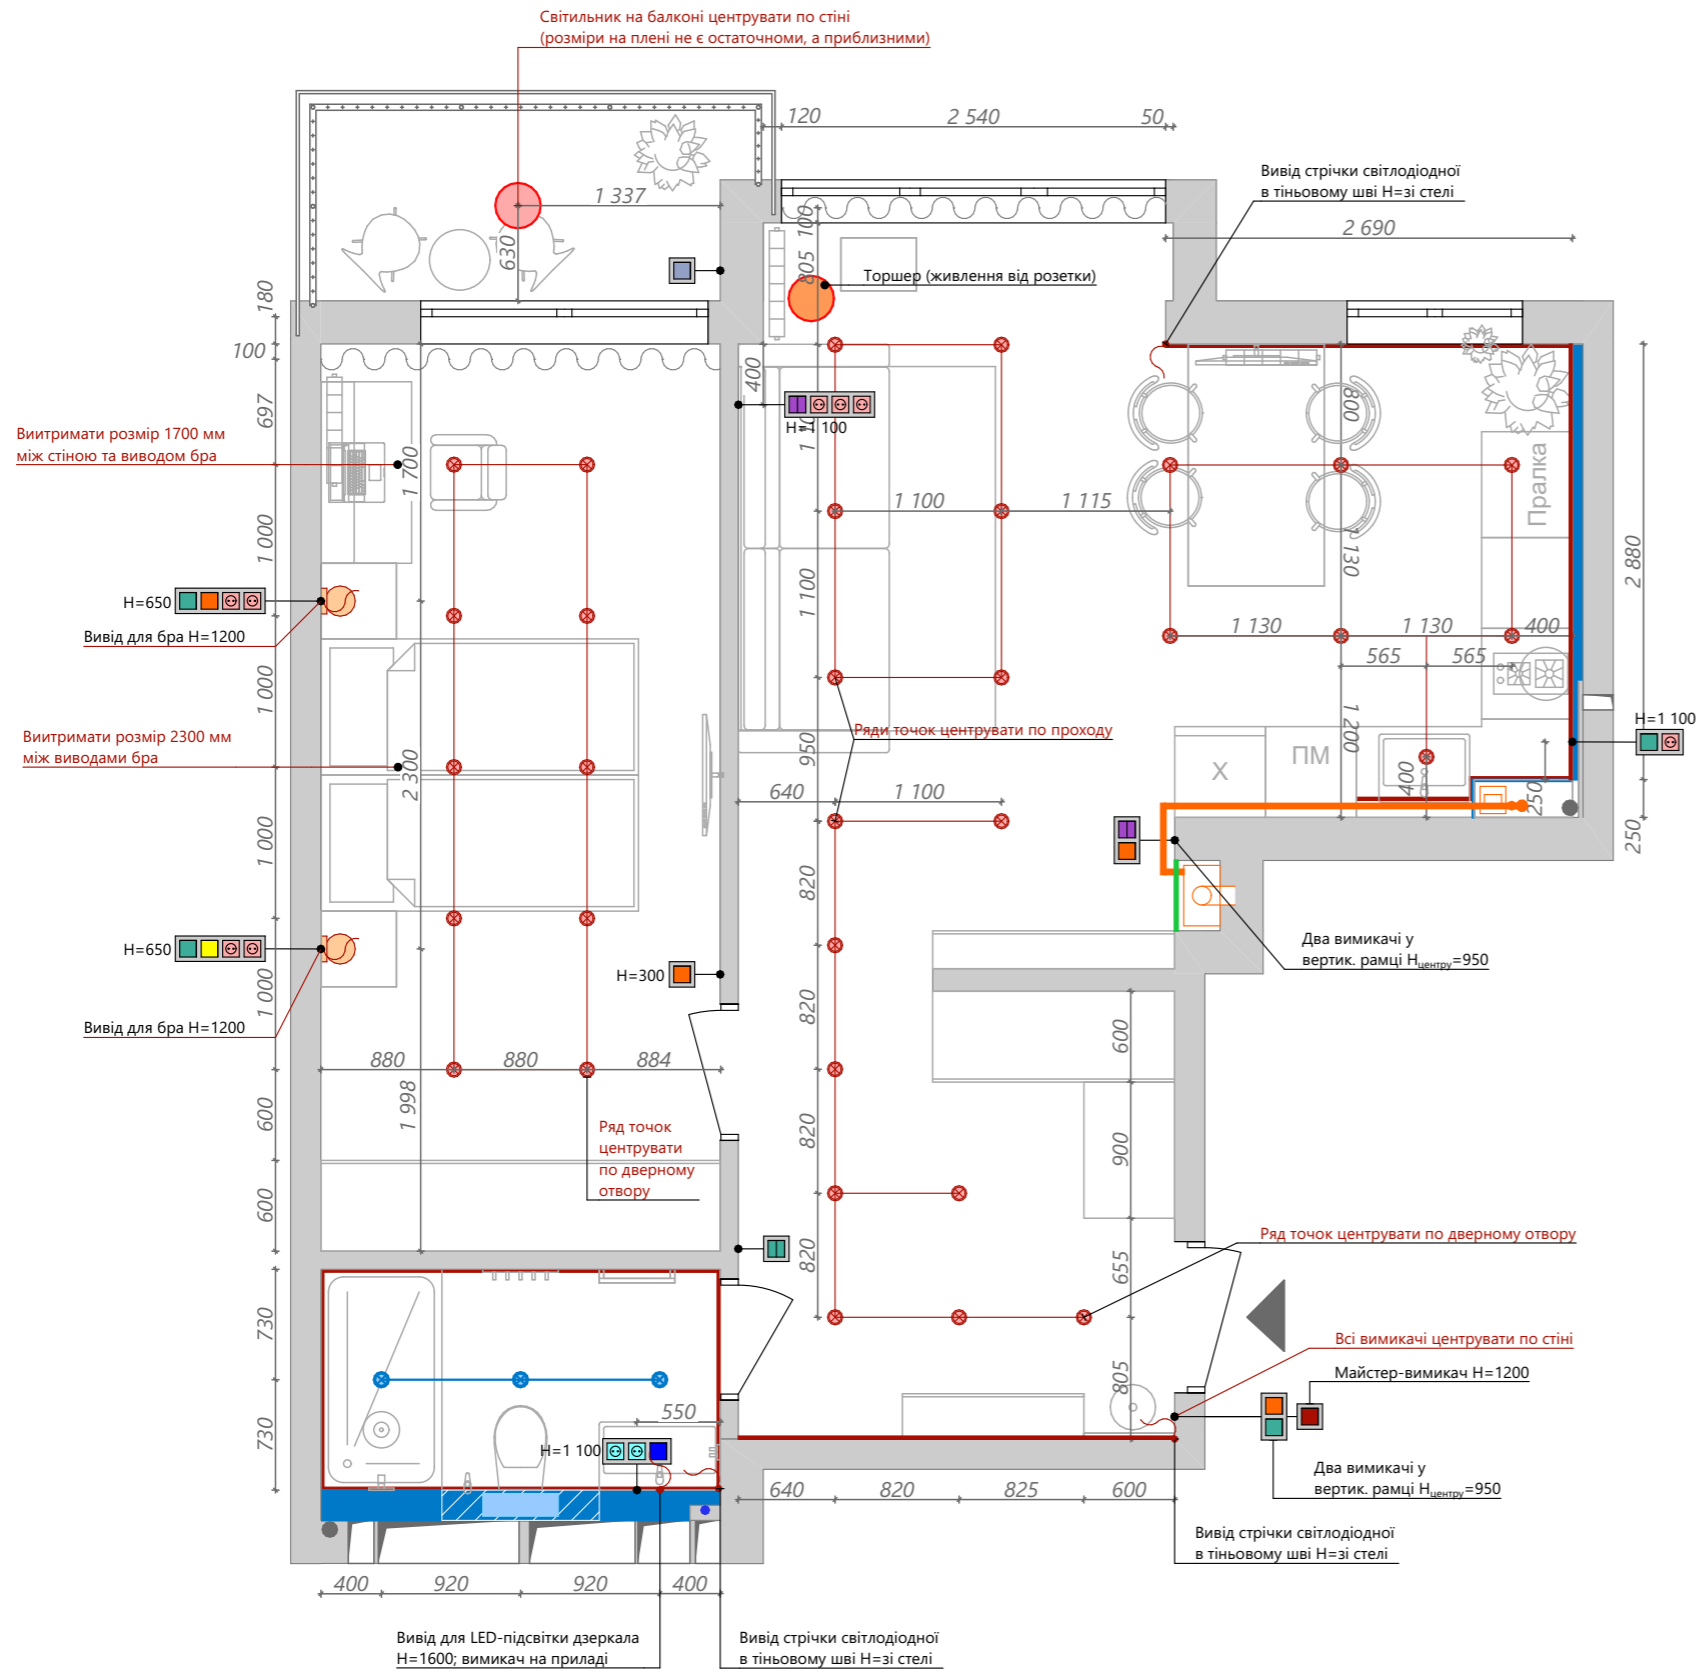 Світильник на балконі центрувати по стіні
(розміри на плені не є остаточноми, а приблизними)
120
2 540
50
Вивід стрічки світлодіодної
в тіньовому шві H=зі стелі
1 337
630
100
805
2 690
Торшер (живлення від розетки)
180
100
400
697
Виитримати розмір 1700 мм
між стіною та виводом бра
1 700
H=1 100
800
Пралка
1 100
1 115
1 000
1 130
2 880
1 100
H=650
Вивід для бра H=1200
1 130
1 130
400
565
565
1 000
Виитримати розмір 2300 мм
між виводами бра
2 300
Ряди точок центрувати по проходу
950
1 200
H=1 100
X
ПМ
400
250
250
640
1 100
1 000
820
H=650
Два вимикачі у
вертик. рамці Hцентру=950
H=300
1 000
820
Вивід для бра H=1200
600
880
880
884
1 998
600
820
900
Ряд точок
центрувати
по дверному
отвору
600
820
655
Ряд точок центрувати по дверному отвору
730
Всі вимикачі центрувати по стіні
Майстер-вимикач H=1200
805
730
550
H=1 100
640
820
825
600
Два вимикачі у
вертик. рамці Hцентру=950
Вивід стрічки світлодіодної
в тіньовому шві H=зі стелі
400
920
920
400
Вивід для LED-підсвітки дзеркала
H=1600; вимикач на приладі
Вивід стрічки світлодіодної
в тіньовому шві H=зі стелі